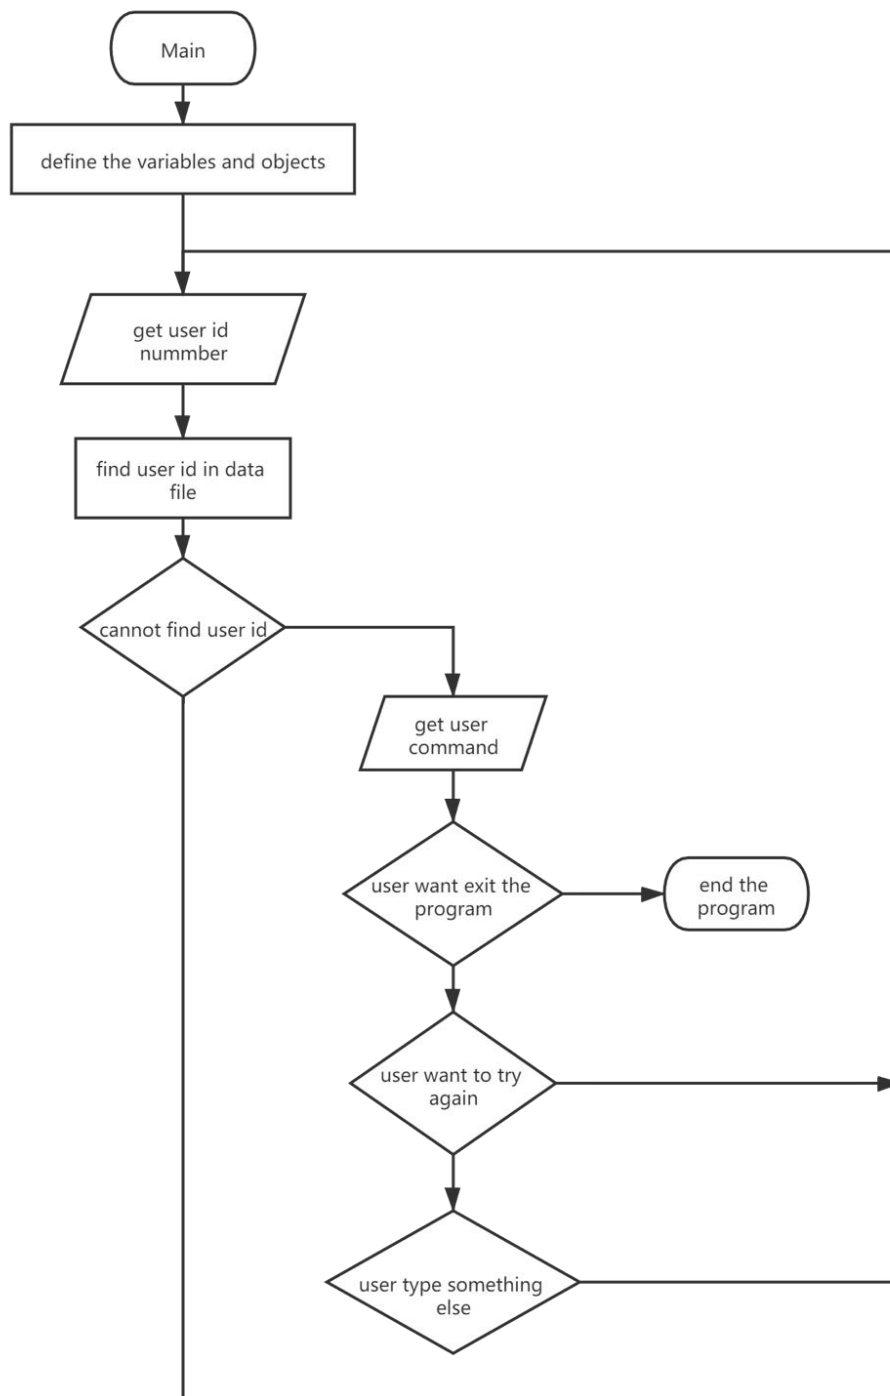 Main
define the variables and objects
get user id
nummber
find user id in data
file
cannot find user id
get user
command
user want exit the
program
end the
program
user want to try
again
user type something
else